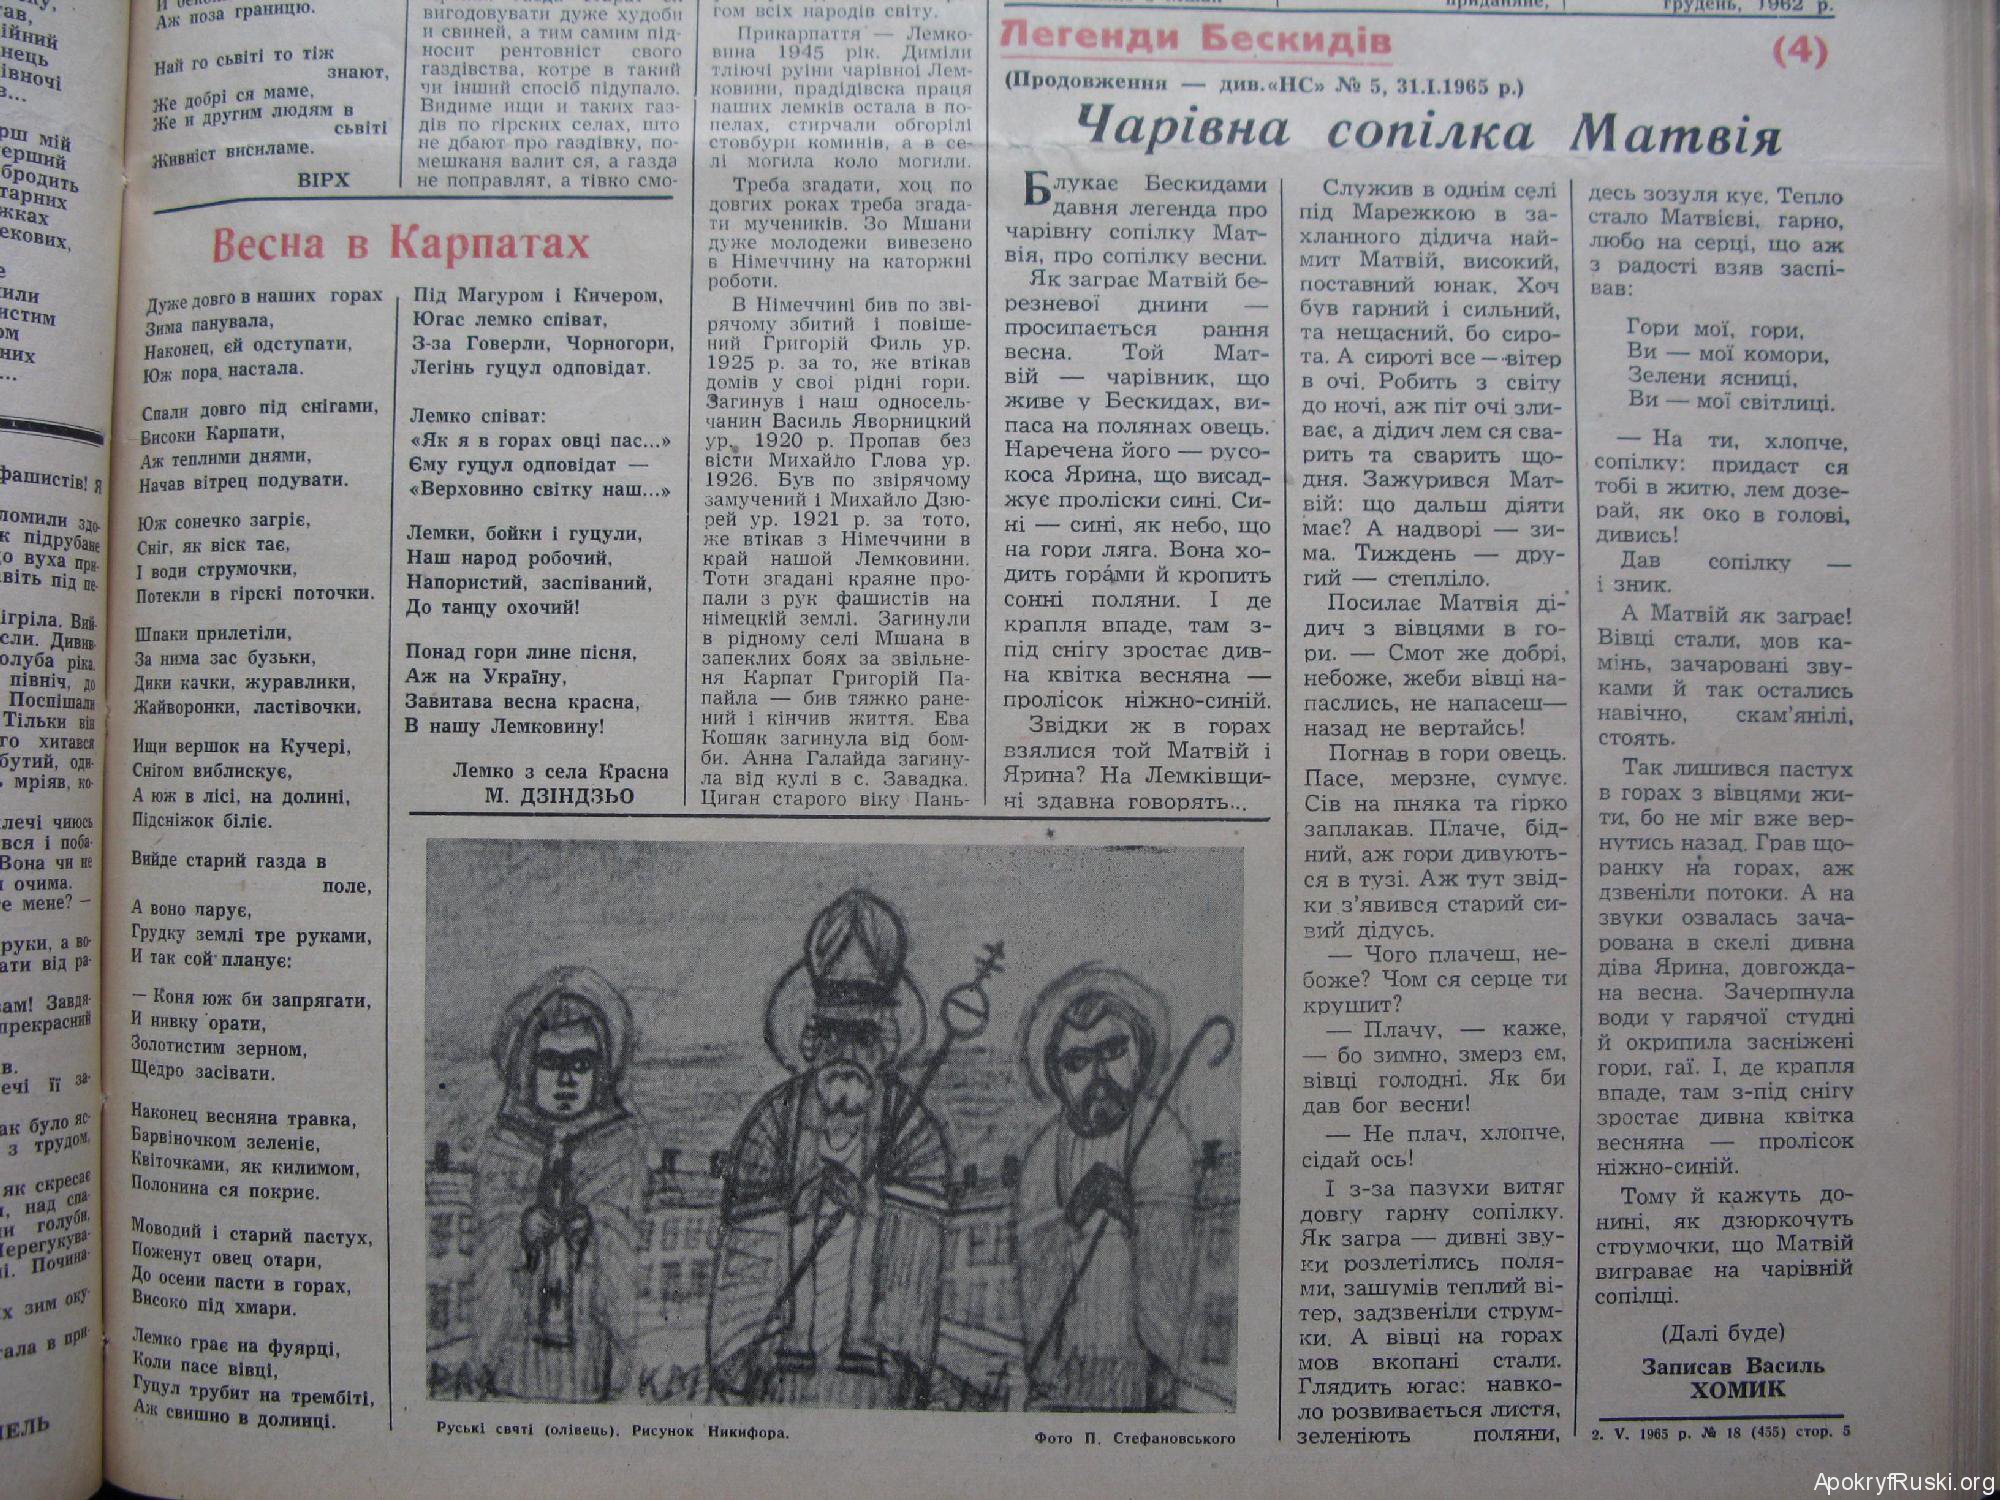 Аж поза границю.
Най го сьвіті то тіж
знают,
Же добрі ся маме,
Же и другим людям в
сьвіті
Живніст висиламе.
ВІРХ
вигодовувати дуже худоби
и свиней, а тим самим під-
носит рентовніст свого
газдівства, котре в такий
чи інший спосіб підупало.
Видиме ищи и таких газ-
дів по гірских селах, што
не дбают про газдівку, по-
мешканя валит ся, а газда
не поправлят, а тівко смо-
Весна в Карпатах
Дуже довго в наших горах
Зима панувала,
Наконец, єй одступати,
Юж пора настала.
Спали довго під снігами,
Високи Карпати,
Аж теплими днями,
Начав вітрец подувати.
Юж сонечко загріє,
Сніг, як віск тає,
І води струмочки,
Потекли в гірскі поточки.
Шпаки прилетіли,
За нима зас бузьки,
Дики качки, журавлики,
Жайворонки, ластівочки.
Ищи вершок на Кучері,
Снігом виблискує,
А юж в лісі, на долині,
Підсніжок біліє.
Вийде старий газда в
поле,
А воно парує,
Грудку землі тре руками,
И так сой планує:
— Коня юж би запрягати,
И нивку орати,
Золотистим зерном,
Щедро засівати.
Наконец весняна травка,
Барвіночком зеленіє,
Квіточками, як килимом,
Полонина ся покриє.
Моводий і старий пастух,
Поженут овец отари,
До осени пасти в горах,
Високо під хмари.
Лемко грає на фуярці,
Коли пасе вівці,
Гуцул трубит на трембіті,
Аж свишно в долинці.
Під Магуром і Кичером,
Югас лемко співат,
З-за Говерли, Чорногори,
Легінь гуцул одповідат.
Лемко співат:
«Як я в горах овці пас...»
Єму гуцул одповідат —
«Верховино світку наш...»
Лемки, бойки і гуцули,
Наш народ робочий,
Напористий, заспіваний,
До танцу охочий!
Понад гори лине пісня,
Аж на Україну,
Завитава весна красна,
В нашу Лемковину!
Лемко з села Красна
М. ДЗІНДЗЬО
гом всіх народів світу.
Прикарпаття — Лемко-
вина 1945 рік. Диміли
тліючі руїни чарівної Лем-
ковини, прадідівска праця
наших лемків остала в по-
пелах, стирчали обгорілі
стовбури коминів, а в се-
лі могила коло могили.
Треба згадати, хоц по
довгих роках треба згада-
ти мучеників. Зо Мшани
дуже молодежи вивезено
в Німеччину на каторжні
роботи.
В Німеччині бив по зві-
рячому збитий і повіше-
ний Григорій Филь ур.
1925 р. за то, же втікав
домів у свої рідні гори.
Загинув і наш односель-
чанин Василь Яворницкий
ур. 1920 р. Пропав без
вісти Михайло Глова ур.
1926. Був по звірячому
замучений і Михайло Дзю-
рей ур. 1921 р. за тото,
же втікав з Німеччини в
край нашой Лемковини.
Тоти згадані краяне про-
пали з рук фашистів на
німецкій землі. Загинули
в рідному селі Мшана в
запеклих боях за звільне-
ня Карпат Григорій Па-
пайла — бив тяжко ране-
ний і кінчив життя. Ева
Кошяк загинула від бом-
би. Анна Галайда загину-
ла від кулі в с. Завадка.
Циган старого віку Пань-
грудень, 1962 р.
Легенди Бескидів
(4)
(Продовження — див.«НС» № 5, 31.I.1965 р.)
Чарівна сопілка Матвія
Блукає Бескидами
давня легенда про
чарівну сопілку Мат-
вія, про сопілку весни.
Як заграє Матвій бе-
резневої днини —
просипається рання
весна. Той Мат-
вій — чарівник, що
живе у Бескидах, ви-
паса на полянах овець.
Наречена його — русо-
коса Ярина, що висад-
жує проліски сині. Си-
ні — сині, як небо, що
на гори ляга. Вона хо-
дить горáми й кропить
сонні поляни. І де
крапля впаде, там з-
під снігу зростає див-
на квітка весняна —
пролісок ніжно-синій.
Звідки ж в горах
взялися той Матвій і
Ярина? На Лемківщи-
ні здавна говорять...
Служив в однім селі
під Марежкою в за-
хланного дідича най-
мит Матвій, високий,
поставний юнак. Хоч
був гарний і сильний,
та нещасний, бо сиро-
та. А сироті все — вітер
в очі. Робить з світу
до ночі, аж піт очі зли-
ває, а дідич лем ся сва-
рить та сварить що-
дня. Зажурився Мат-
вій: що дальш діяти
має? А надворі — зи-
ма. Тиждень — дру-
гий — степліло.
Посилає Матвія ді-
дич з вівцями в го-
ри. — Смот же добрі,
небоже, жеби вівці на-
паслись, не напасеш—
назад не вертайсь!
Погнав в гори овець.
Пасе, мерзне, сумує.
Сів на пняка та гірко
заплакав. Плаче, бід-
ний, аж гори дивують-
ся в тузі. Аж тут звід-
ки з'явився старий си-
вий дідусь.
— Чого плачеш, не-
боже? Чом ся серце ти
крушит?
— Плачу, — каже,
— бо зимно, змерз єм,
вівці голодні. Як би
дав бог весни!
— Не плач, хлопче,
сідай ось!
І з-за пазухи витяг
довгу гарну сопілку.
Як загра — дивні зву-
ки розлетілись поля-
ми, зашумів теплий ві-
тер, задзвеніли струм-
ки. А вівці на горах
мов вкопані стали.
Глядить югас: навко-
ло розвивається листя,
зеленіють поляни,
десь зозуля кує. Тепло
стало Матвієві, гарно,
любо на серці, що аж
з радості взяв заспі-
вав:
Гори мої, гори,
Ви — мої комори,
Зелени ясниці,
Ви — мої світлиці.
— На ти, хлопче,
сопілку: придаст ся
тобі в житю, лем дозе-
рай, як око в голові,
дивись!
Дав сопілку —
і зник.
А Матвій як заграє!
Вівці стали, мов ка-
мінь, зачаровані зву-
ками й так остались
навічно, скам'янілі,
стоять.
Так лишився пастух
в горах з вівцями жи-
ти, бо не міг вже вер-
нутись назад. Грав що-
ранку на горах, аж
дзвеніли потоки. А на
звуки озвалась зача-
рована в скелі дивна
діва Ярина, довгожда-
на весна. Зачерпнула
води у гарячої студні
й окрипила засніжені
гори, гаї. І, де крапля
впаде, там з-під снігу
зростає дивна квітка
весняна — пролісок
ніжно-синій.
Тому й кажуть до-
нині, як дзюркочуть
струмочки, що Матвій
виграває на чарівній
сопілці.
(Далі буде)
Записав Василь
ХОМИК
2. V. 1965 р. № 18 (455) стор. 5
Руські святі (олівець). Рисунок Никифора.
Фото П. Стефановського
ApokryfRuski.org